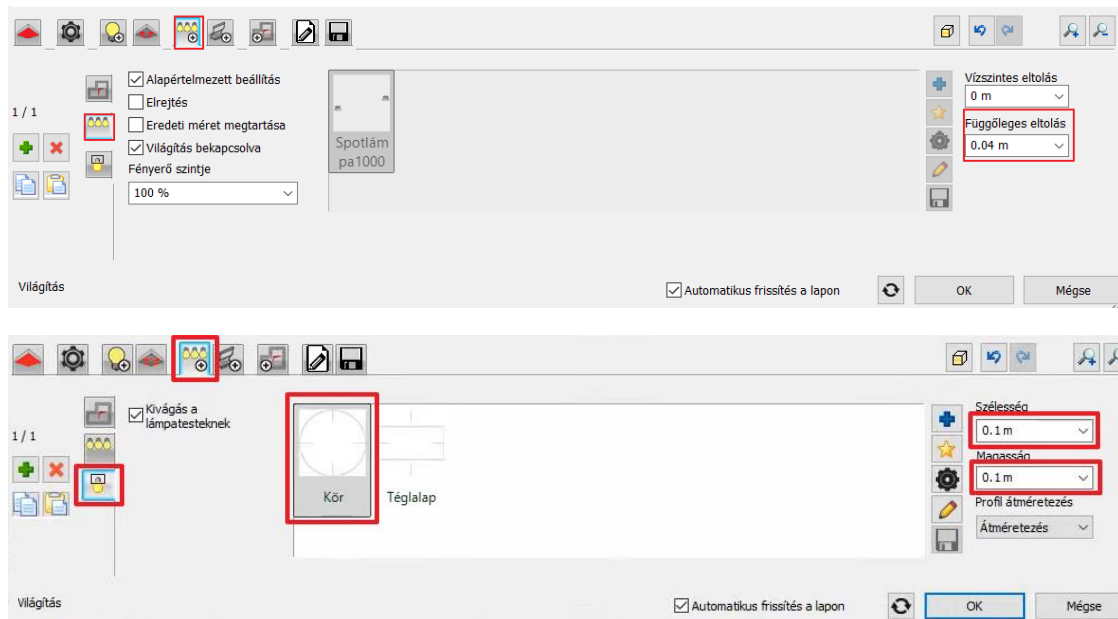 1 / 1
Alapértelmezett beállítás
Elrejtés
Eredeti méret megtartása
Világítás bekapcsolva
Fényerő szintje
100 %
Spotlám
pa1000
Vízszintes eltolás
0 m
Függőleges eltolás
0.04 m
Világítás
Automatikus frissítés a lapon
OK
Mégse
1 / 1
Kivágás a
lámpatesteknek
Kör
Téglalap
Szélesség
0.1 m
Magasság
0.1 m
Profil átméretezés
Átméretezés
Világítás
Automatikus frissítés a lapon
OK
Mégse